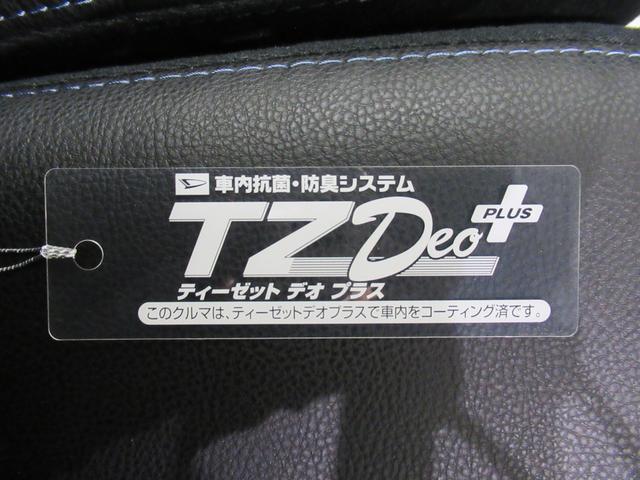 車内抗菌・防臭システム
TZ Deo PLUS
ティーゼット デオ プラス
このクルマは、ティーゼットデオプラスで車内をコーティング済です。